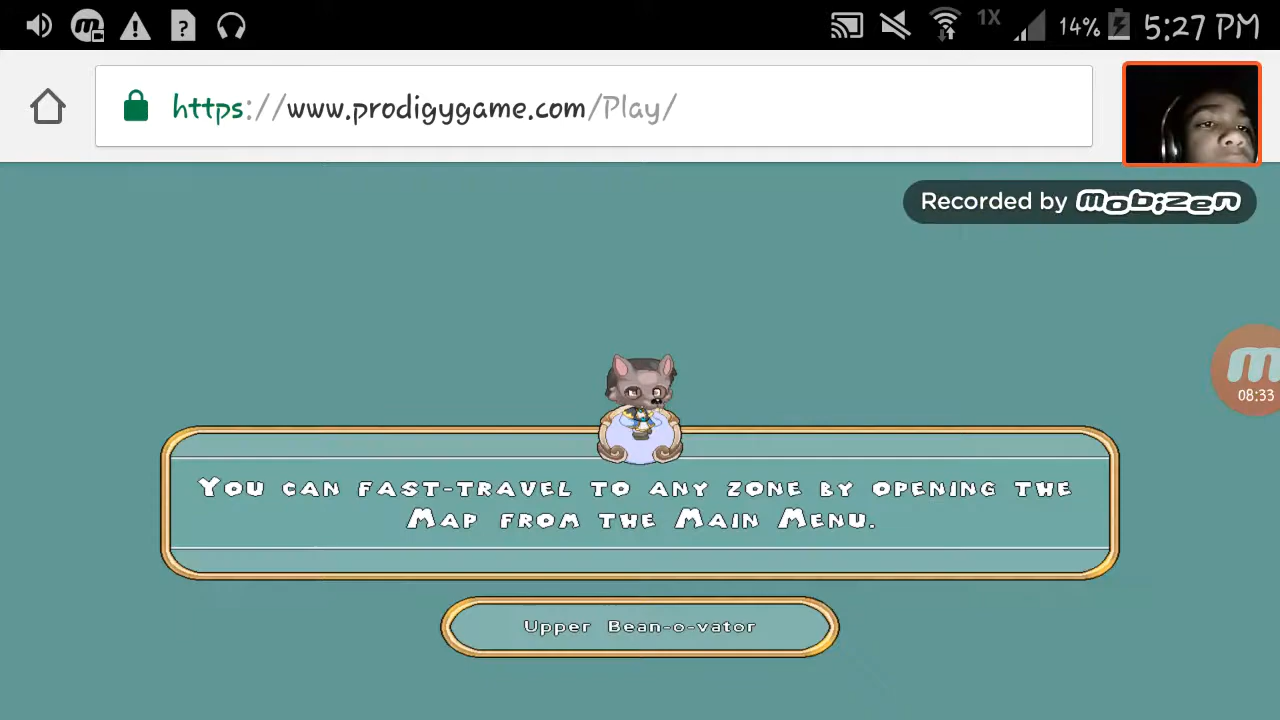 1X 14% 5:27 PM
https://www.prodigygame.com/Play/
Recorded by mobizen
08:33
You can fast-travel to any zone by opening the
Map from the Main Menu.
Upper Bean-o-vator